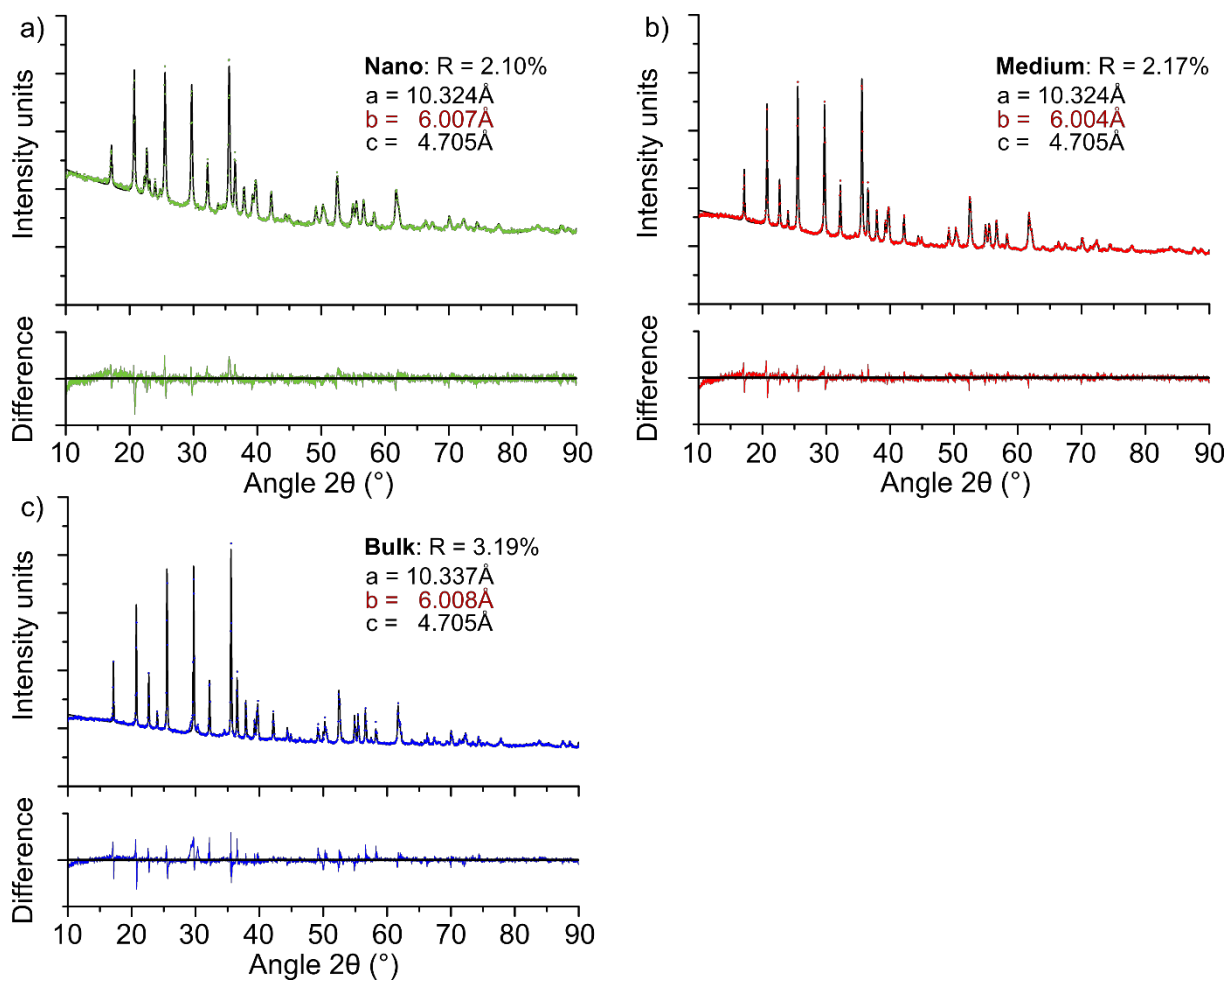 a)
Intensity units
Nano: R = 2.10%
a = 10.324Å
b = 6.007Å
c = 4.705Å
Difference
10 20 30 40 50 60 70 80 90
Angle 2θ (°)
b)
Intensity units
Medium: R = 2.17%
a = 10.324Å
b = 6.004Å
c = 4.705Å
Difference
10 20 30 40 50 60 70 80 90
Angle 2θ (°)
c)
Intensity units
Bulk: R = 3.19%
a = 10.337Å
b = 6.008Å
c = 4.705Å
Difference
10 20 30 40 50 60 70 80 90
Angle 2θ (°)